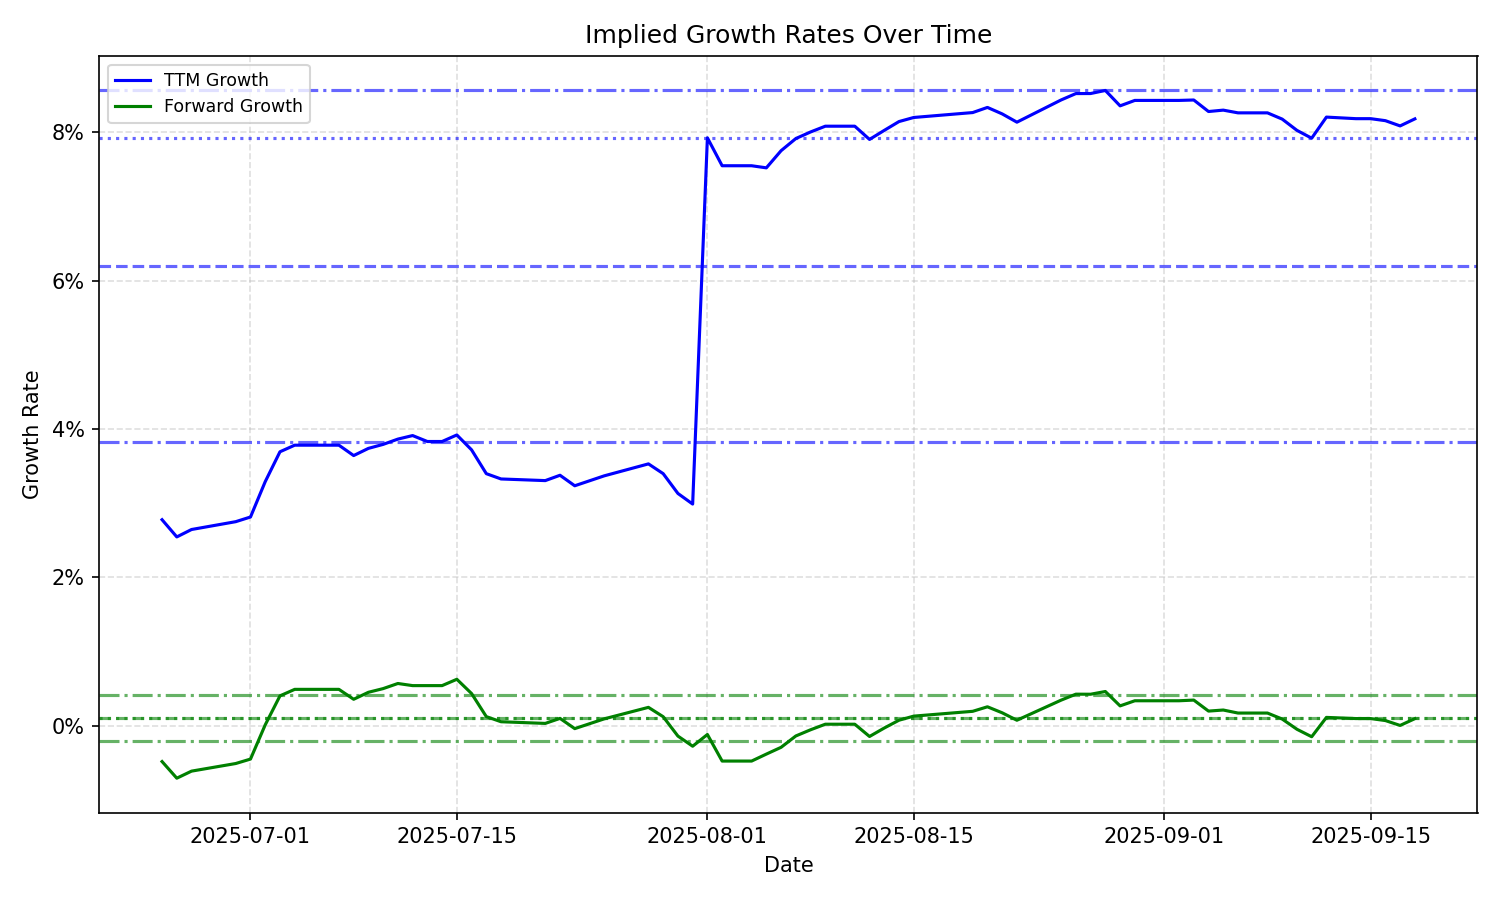 Implied Growth Rates Over Time
TTM Growth
Forward Growth
8%
6%
4%
2%
0%
Growth Rate
2025-07-01
2025-07-15
2025-08-01
2025-08-15
2025-09-01
2025-09-15
Date